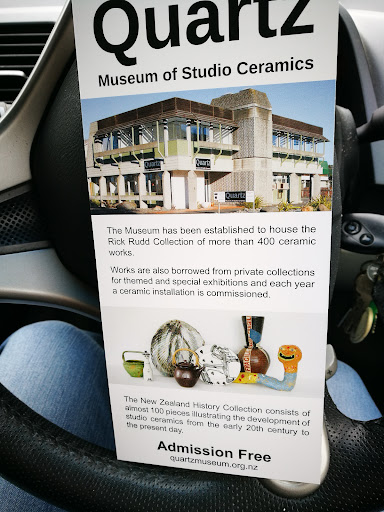 Quartz
Museum of Studio Ceramics
Quartz
Quartz
Quartz
The Museum has been established to house the
Rick Rudd Collection of more than 400 ceramic
works.
Works are also borrowed from private collections
for themed and special exhibitions and each year
a ceramic installation is commissioned.
The New Zealand History Collection consists of
almost 100 pieces illustrating the development of
studio ceramics from the early 20th century to
the present day.
Admission Free
quartzmuseum.org.nz